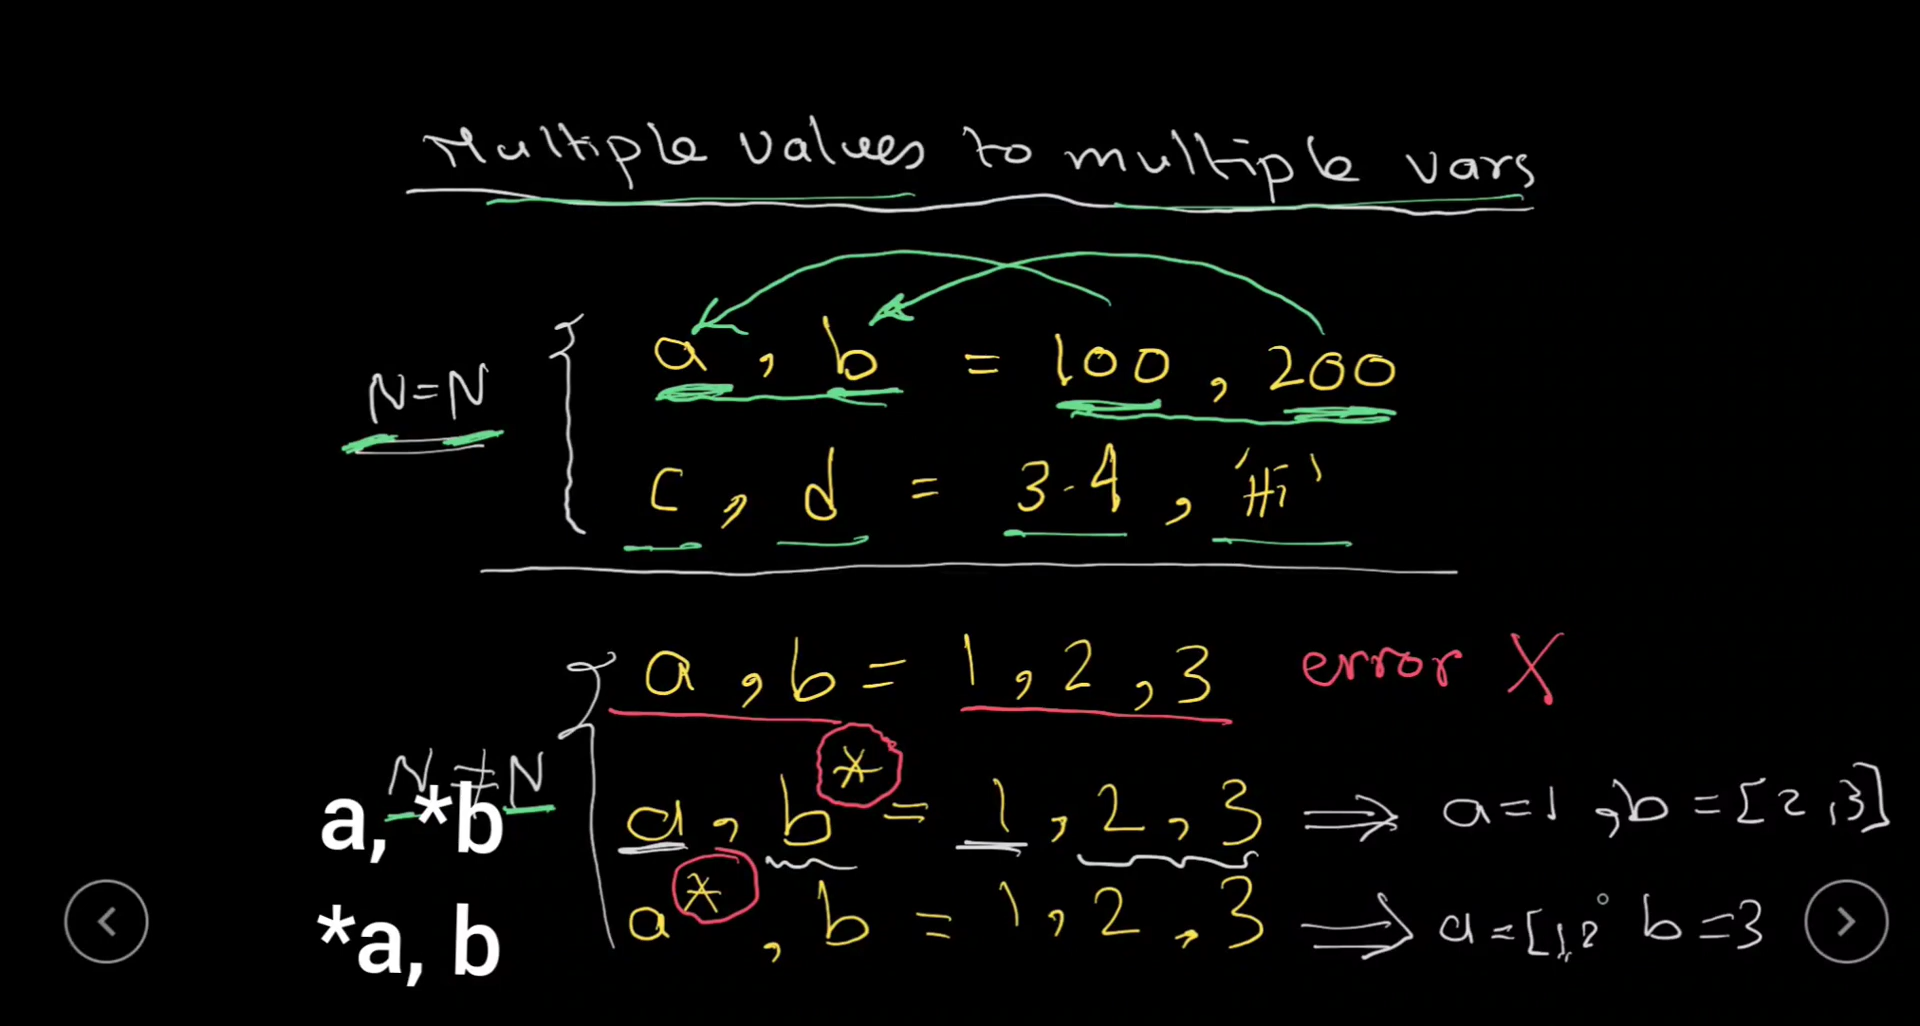 Multiple values to multiple vars
N=N
a, b = 100, 200
c, d = 3.4, 'Hi'
a, b = 1, 2, 3 error X
N ≠ N
a, *b
a, b* = 1, 2, 3 ⇒ a=1, b=[2,3]
*a, b
a*, b = 1, 2, 3 ⇒ a=[1,2 b=3